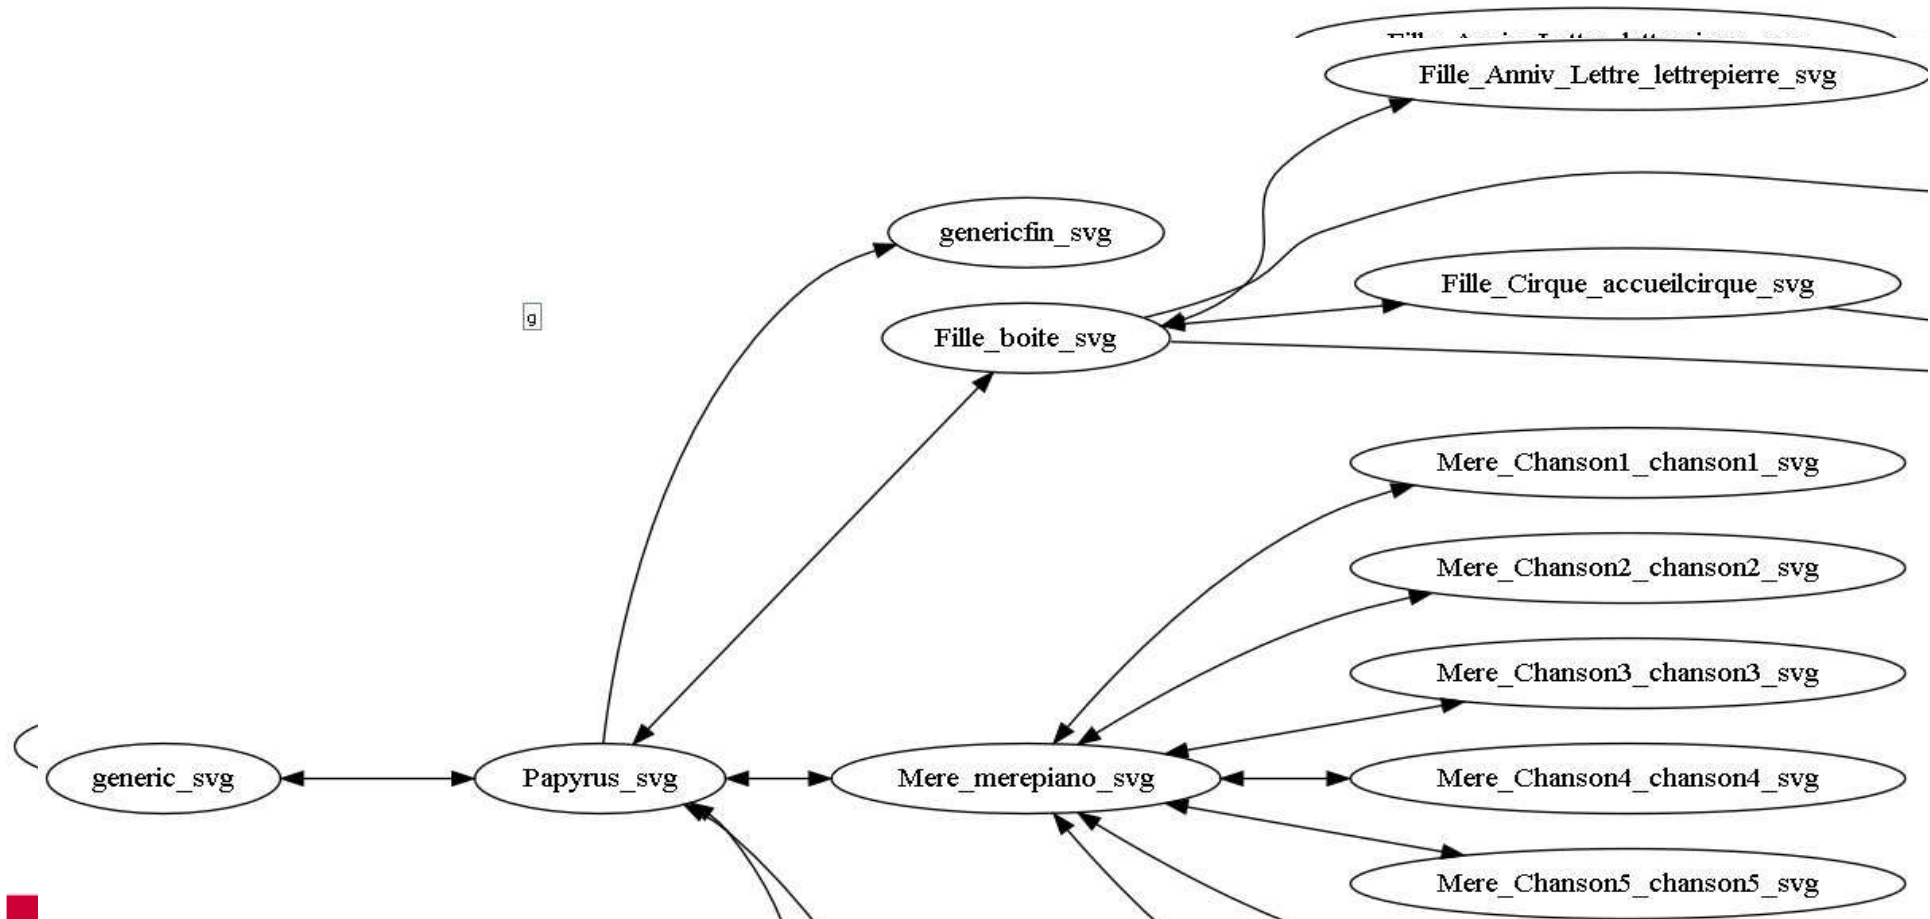 Fille_Anniv_Lettre_lettrepierre_svg
genericfin_svg
Fille_Cirque_accueilcirque_svg
g
Fille_boite_svg
Mere_Chanson1_chanson1_svg
Mere_Chanson2_chanson2_svg
Mere_Chanson3_chanson3_svg
generic_svg
Papyrus_svg
Mere_merepiano_svg
Mere_Chanson4_chanson4_svg
Mere_Chanson5_chanson5_svg